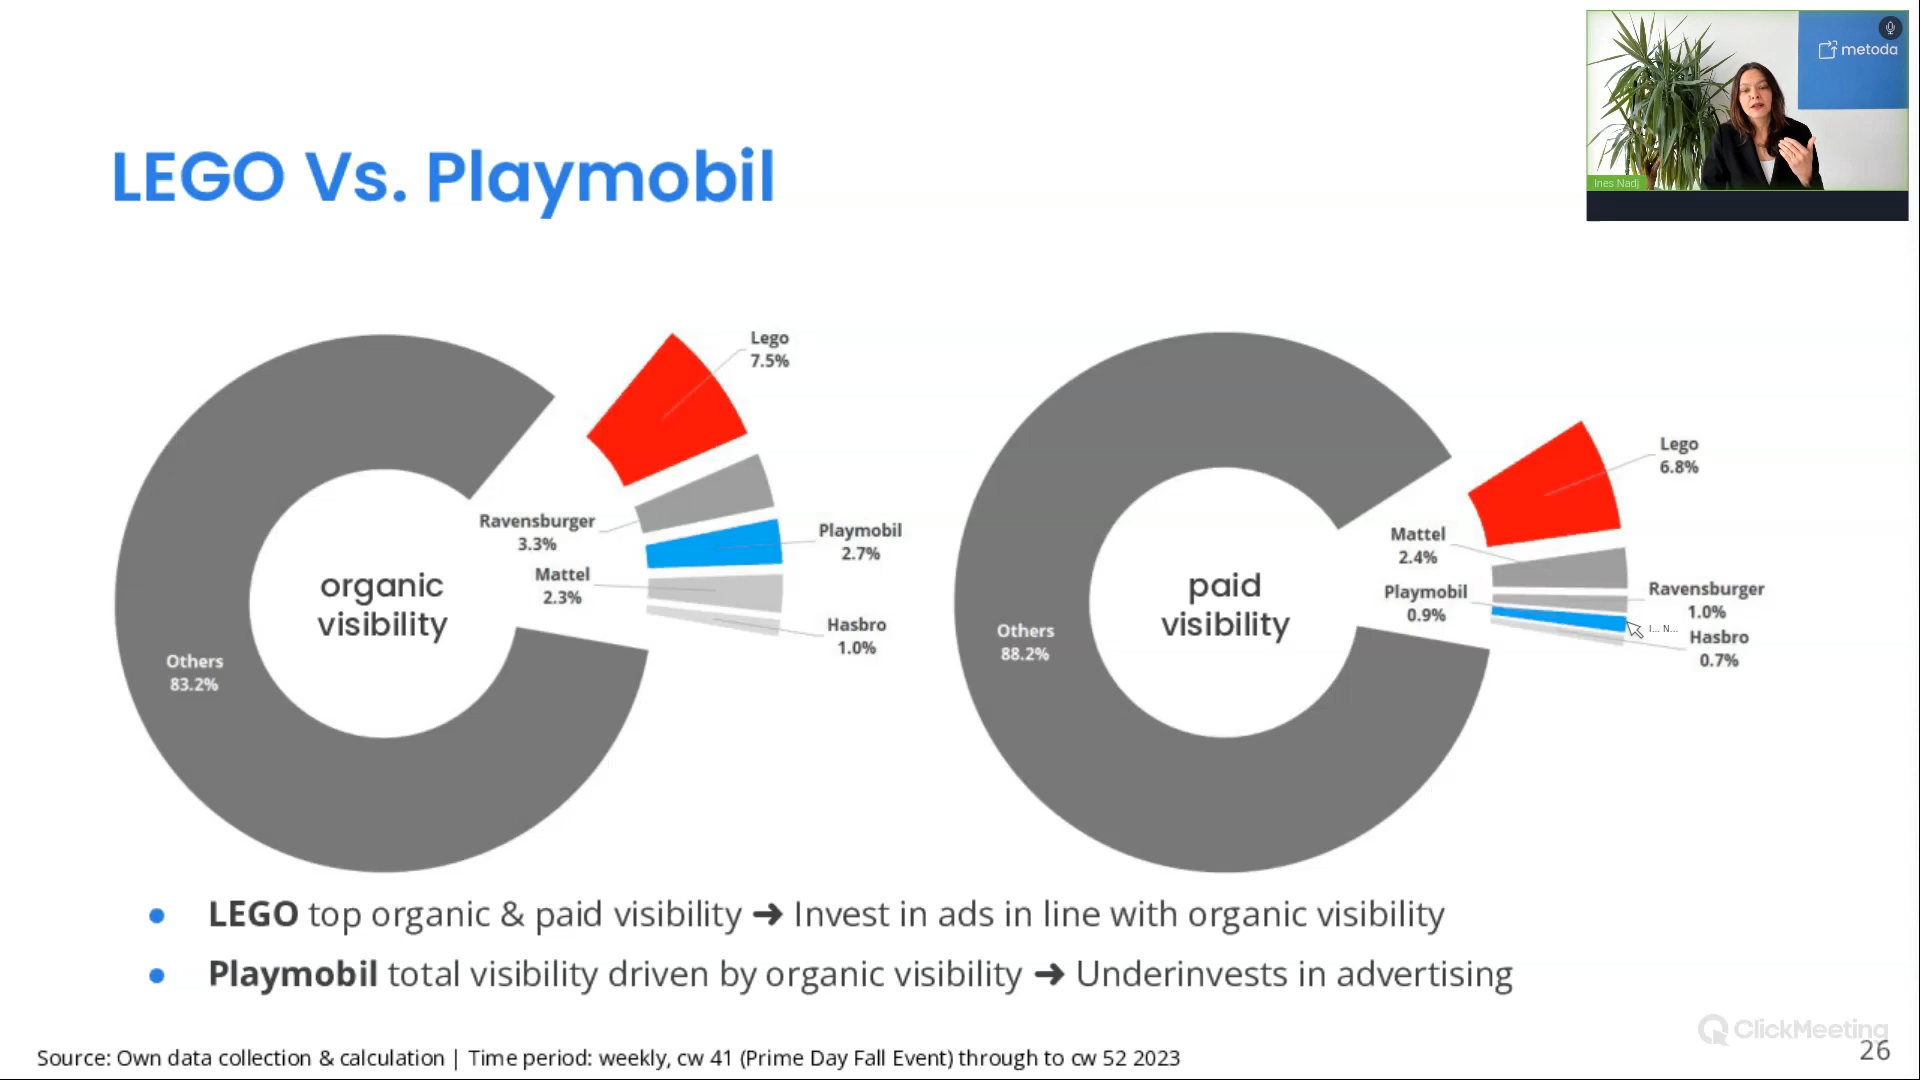 metoda
Ines Nadj
LEGO Vs. Playmobil
Lego
7.5%
Ravensburger
3.3%
Playmobil
2.7%
Mattel
2.3%
Hasbro
1.0%
organic
visibility
Others
83.2%
Lego
6.8%
Mattel
2.4%
Playmobil
0.9%
Ravensburger
1.0%
I... N...
Hasbro
0.7%
paid
visibility
Others
88.2%
● LEGO top organic & paid visibility ➜ Invest in ads in line with organic visibility
● Playmobil total visibility driven by organic visibility ➜ Underinvests in advertising
ClickMeeting
Source: Own data collection & calculation | Time period: weekly, cw 41 (Prime Day Fall Event) through to cw 52 2023
26